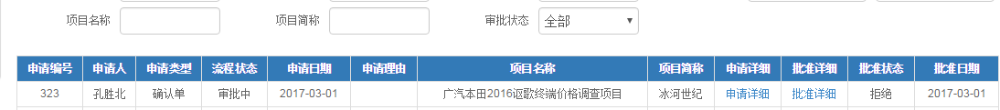 项目名称 项目简称 审批状态 全部
申请编号 申请人 申请类型 流程状态 申请日期 申请理由 项目名称 项目简称 申请详细 批准详细 批准状态 批准日期
323 孔胜北 确认单 审批中 2017-03-01 广汽本田2016讴歌终端价格调查项目 冰河世纪 申请详细 批准详细 拒绝 2017-03-01